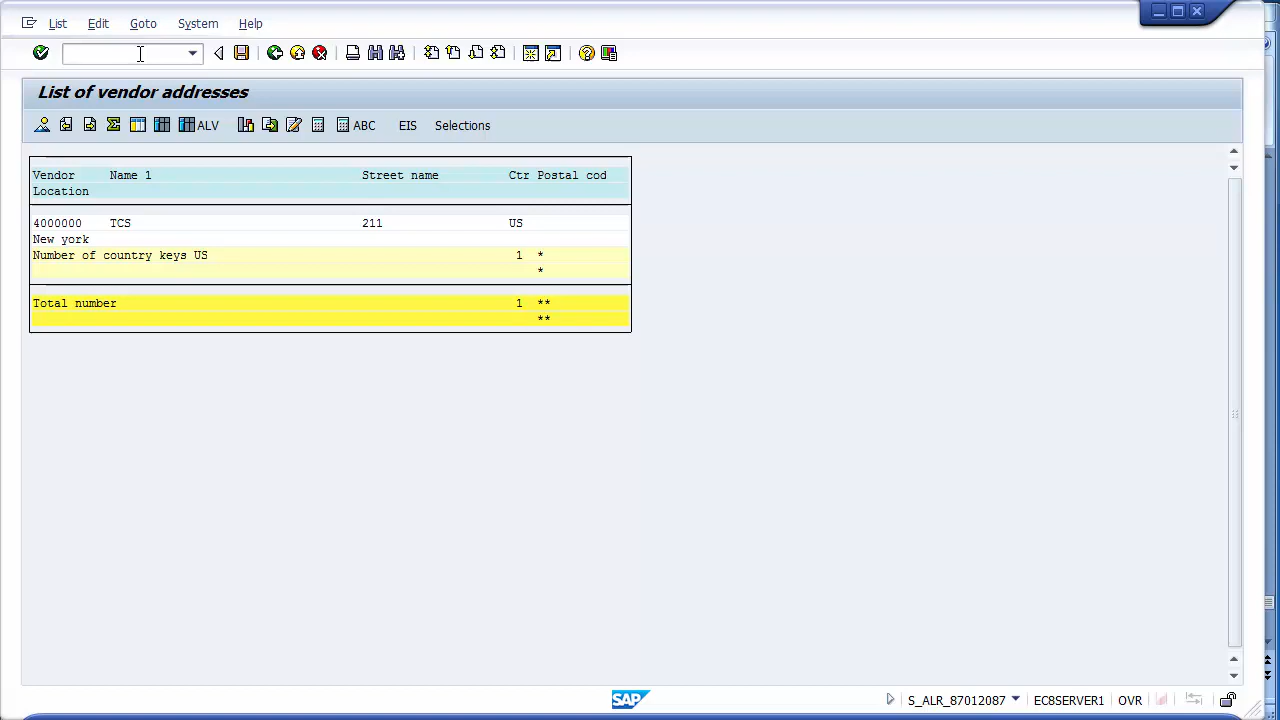 List Edit Goto System Help
List of vendor addresses
ALV ABC EIS Selections
Vendor Name 1 Street name Ctr Postal cod
Location
4000000 TCS 211 US
New york
Number of country keys US 1 *
*
Total number 1 **
**
SAP S_ALR_87012087 EC8SERVER1 OVR